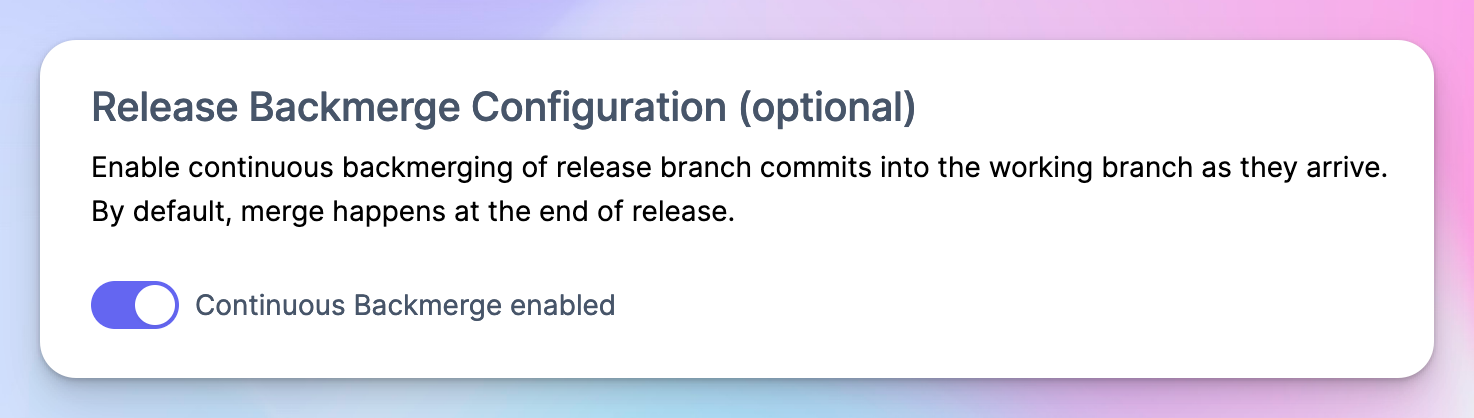 Release Backmerge Configuration (optional)
Enable continuous backmerging of release branch commits into the working branch as they arrive.
By default, merge happens at the end of release.
Continuous Backmerge enabled